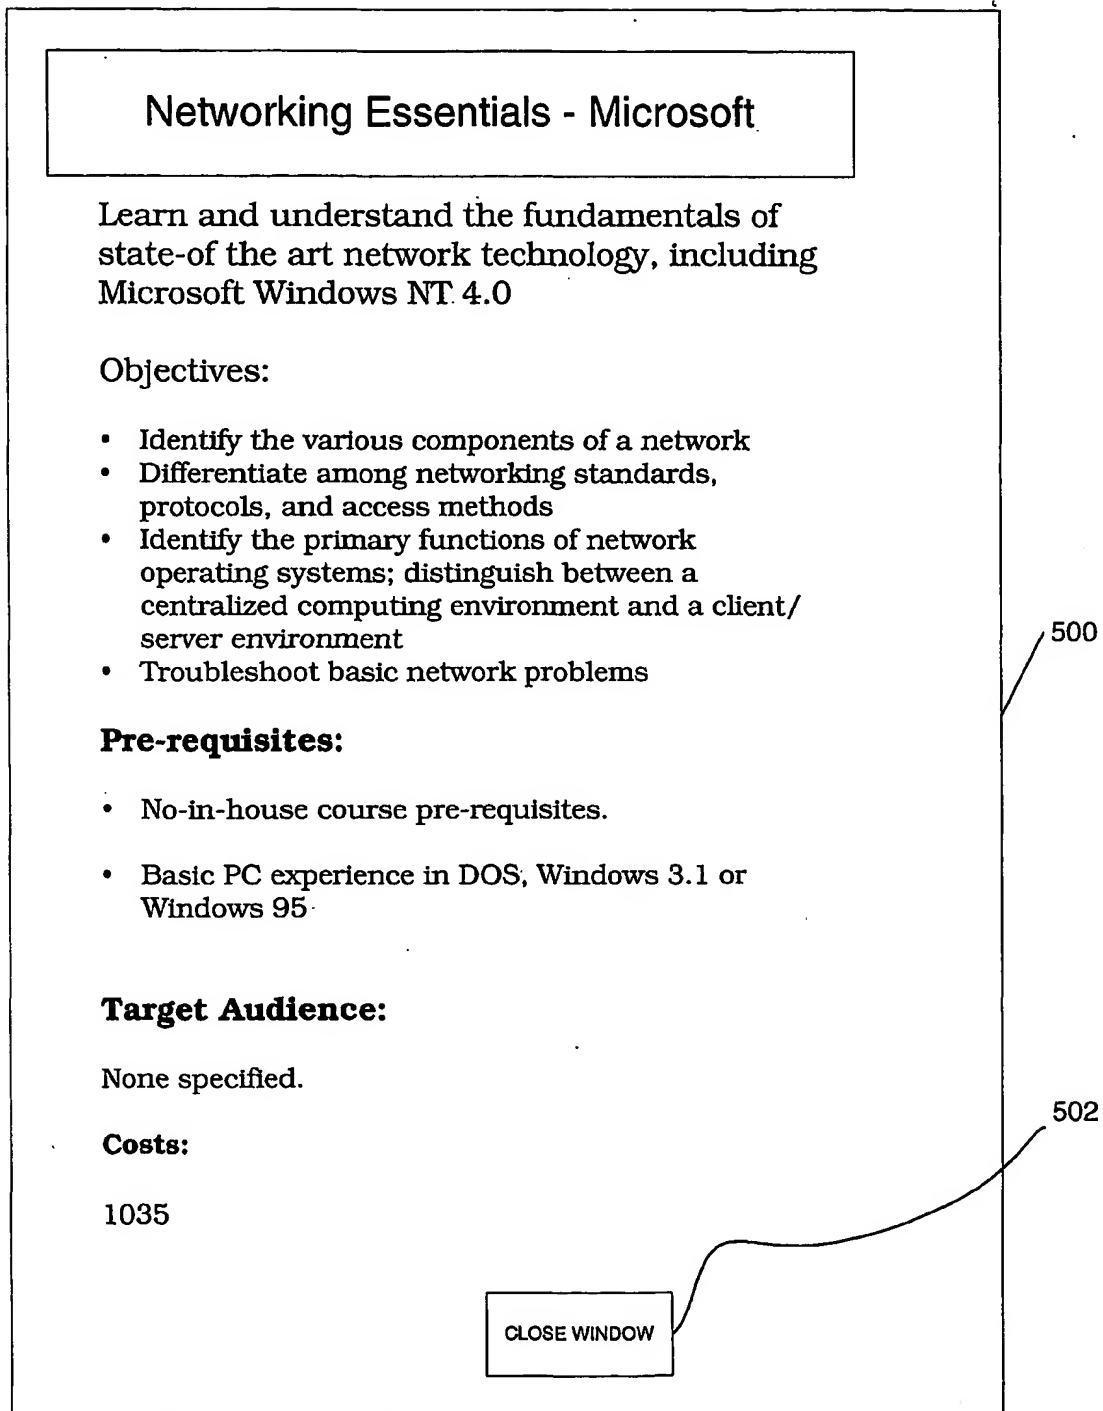 Networking Essentials - Microsoft
Learn and understand the fundamentals of
state-of the art network technology, including
Microsoft Windows NT 4.0
Objectives:
• Identify the various components of a network
• Differentiate among networking standards,
protocols, and access methods
• Identify the primary functions of network
operating systems; distinguish between a
centralized computing environment and a client/
server environment
• Troubleshoot basic network problems
500
Pre-requisites:
• No-in-house course pre-requisites.
• Basic PC experience in DOS, Windows 3.1 or
Windows 95
Target Audience:
None specified.
502
Costs:
1035
CLOSE WINDOW